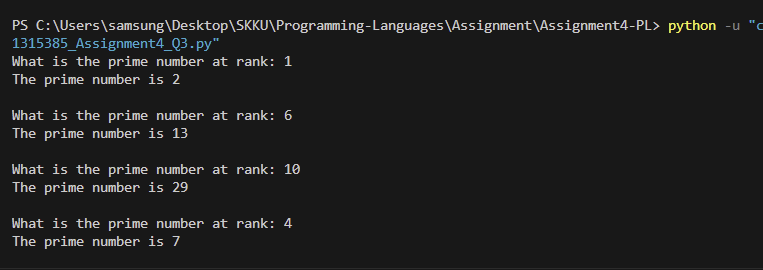 PS C:\Users\samsung\Desktop\SKKU\Programming-Languages\Assignment\Assignment4-PL> python -u "c
1315385_Assignment4_Q3.py"
What is the prime number at rank: 1
The prime number is 2
What is the prime number at rank: 6
The prime number is 13
What is the prime number at rank: 10
The prime number is 29
What is the prime number at rank: 4
The prime number is 7